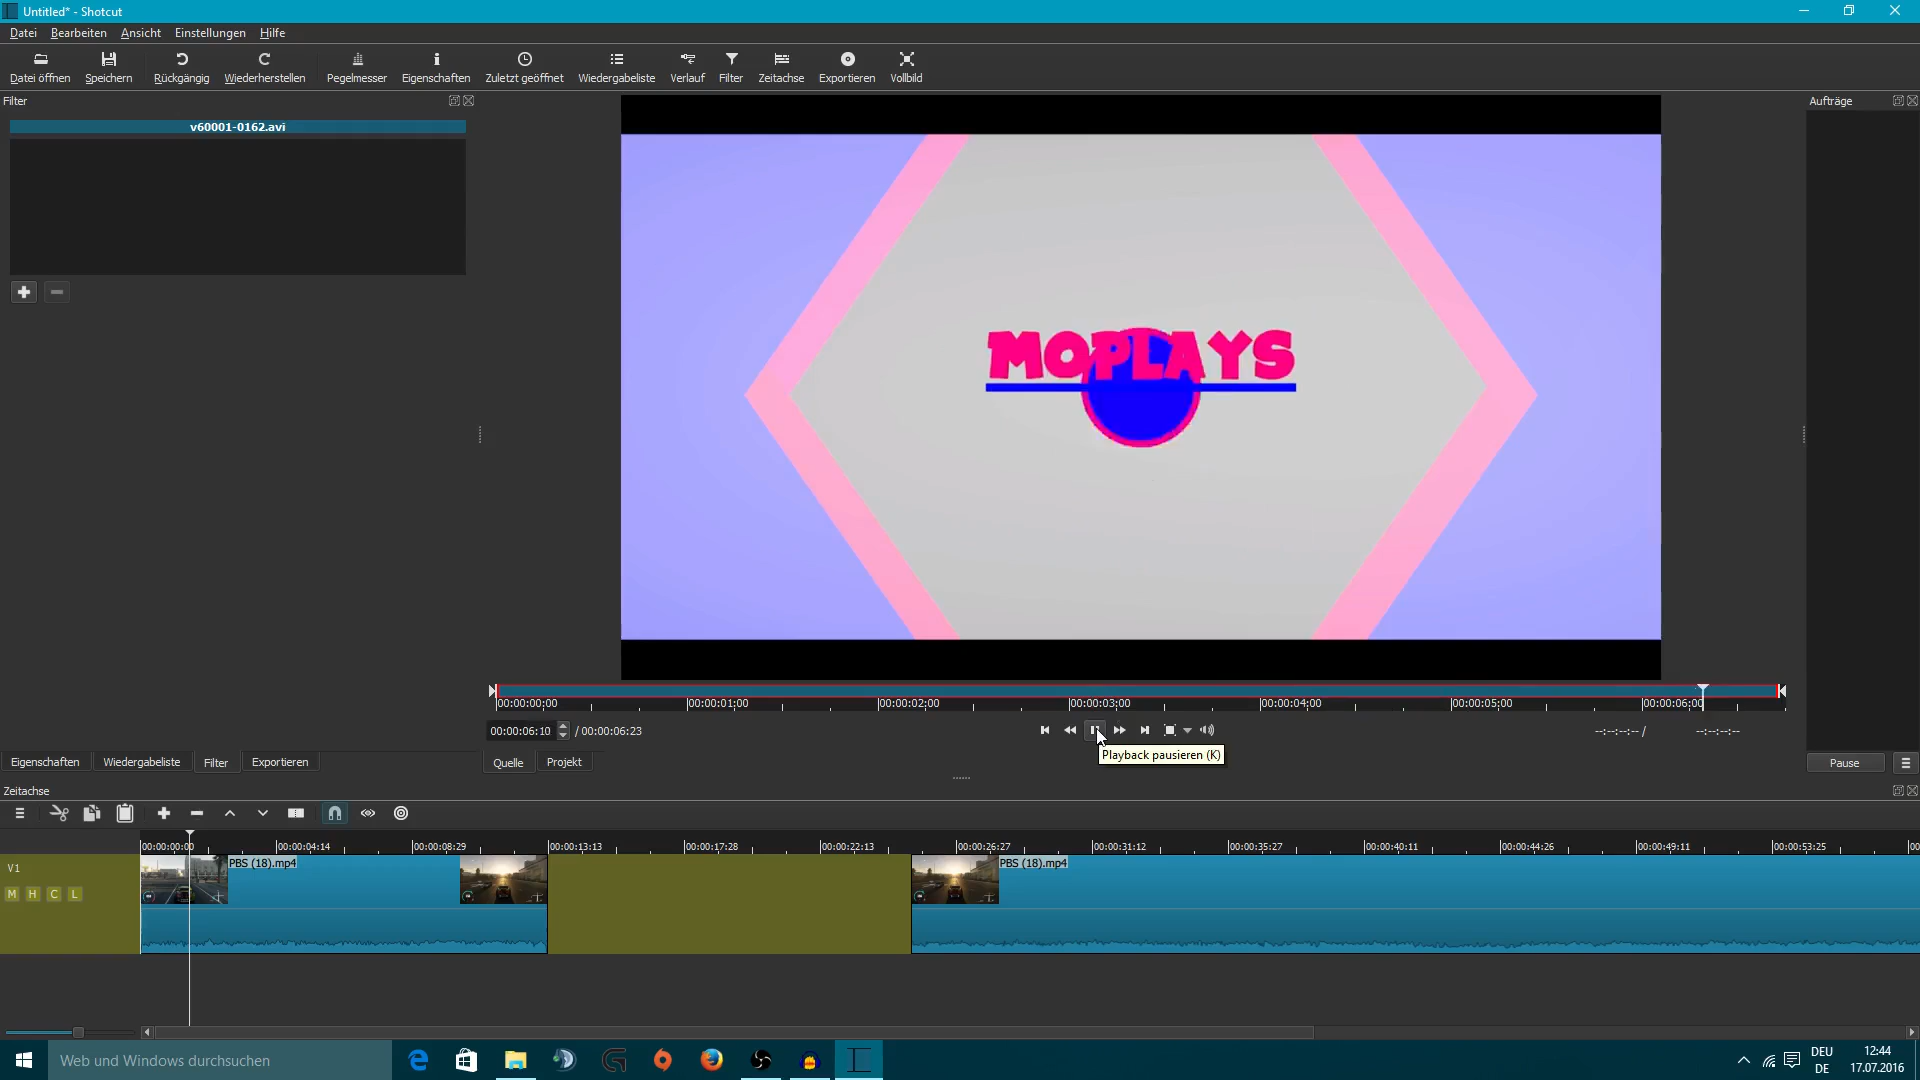 Untitled* - Shotcut
Datei Bearbeiten Ansicht Einstellungen Hilfe
Datei öffnen Speichern Rückgängig Wiederherstellen Pegelmesser Eigenschaften Zuletzt geöffnet Wiedergabeliste Verlauf Filter Zeitachse Exportieren Vollbild
Filter
Aufträge
v60001-0162.avi
MOPLAYS
00:00:00;00 00:00:01;00 00:00:02;00 00:00:03;00 00:00:04;00 00:00:05;00 00:00:06;00
00:00:06:10 / 00:00:06:23
--:--:--:-- / --:--:--:--
Playback pausieren (K)
Eigenschaften Wiedergabeliste Filter Exportieren Quelle Projekt
Pause
Zeitachse
00:00:00:00 00:00:04:14 00:00:08:29 00:00:13:13 00:00:17:28 00:00:22:13 00:00:26:27 00:00:31:12 00:00:35:27 00:00:40:11 00:00:44:26 00:00:49:11 00:00:53:25 00
V1
PBS (18).mp4 PBS (18).mp4
M H C L
Web und Windows durchsuchen
DEU
DE
12:44
17.07.2016